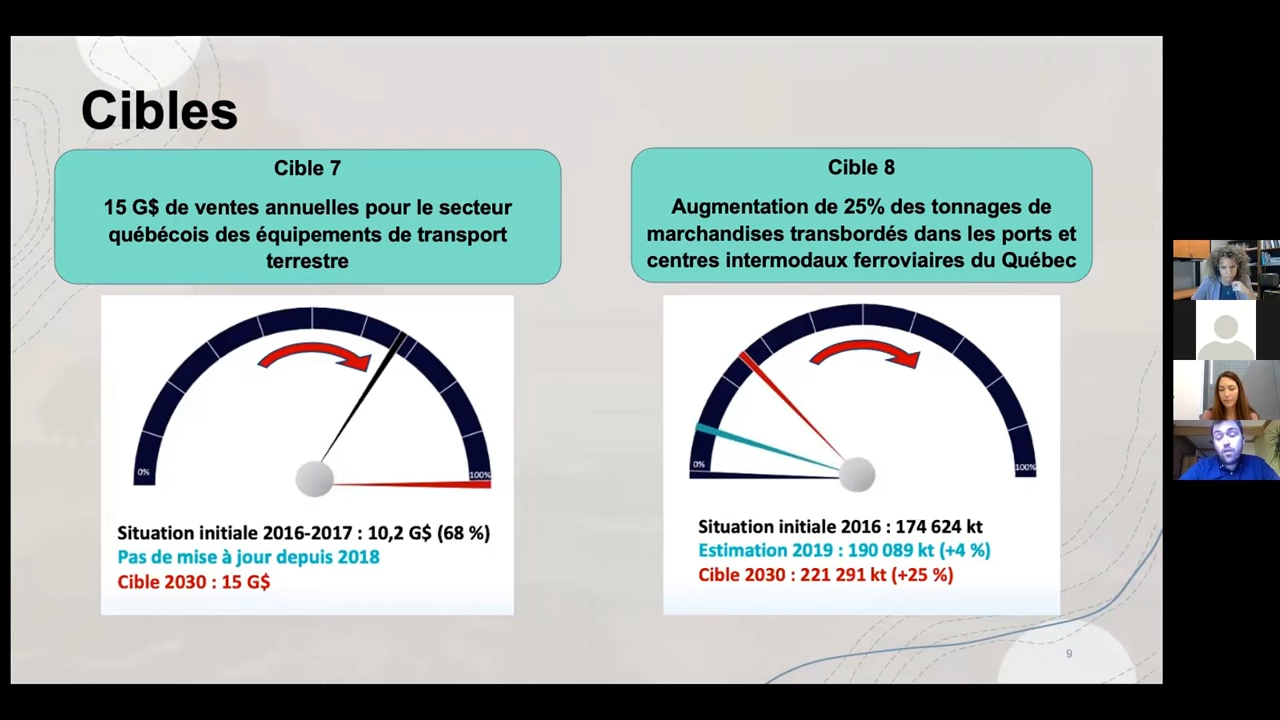 Cibles
Cible 7
15 G$ de ventes annuelles pour le secteur
québécois des équipements de transport
terrestre
0%
100%
Situation initiale 2016-2017 : 10,2 G$ (68 %)
Pas de mise à jour depuis 2018
Cible 2030 : 15 G$
Cible 8
Augmentation de 25% des tonnages de
marchandises transbordés dans les ports et
centres intermodaux ferroviaires du Québec
0%
100%
Situation initiale 2016 : 174 624 kt
Estimation 2019 : 190 089 kt (+4 %)
Cible 2030 : 221 291 kt (+25 %)
9